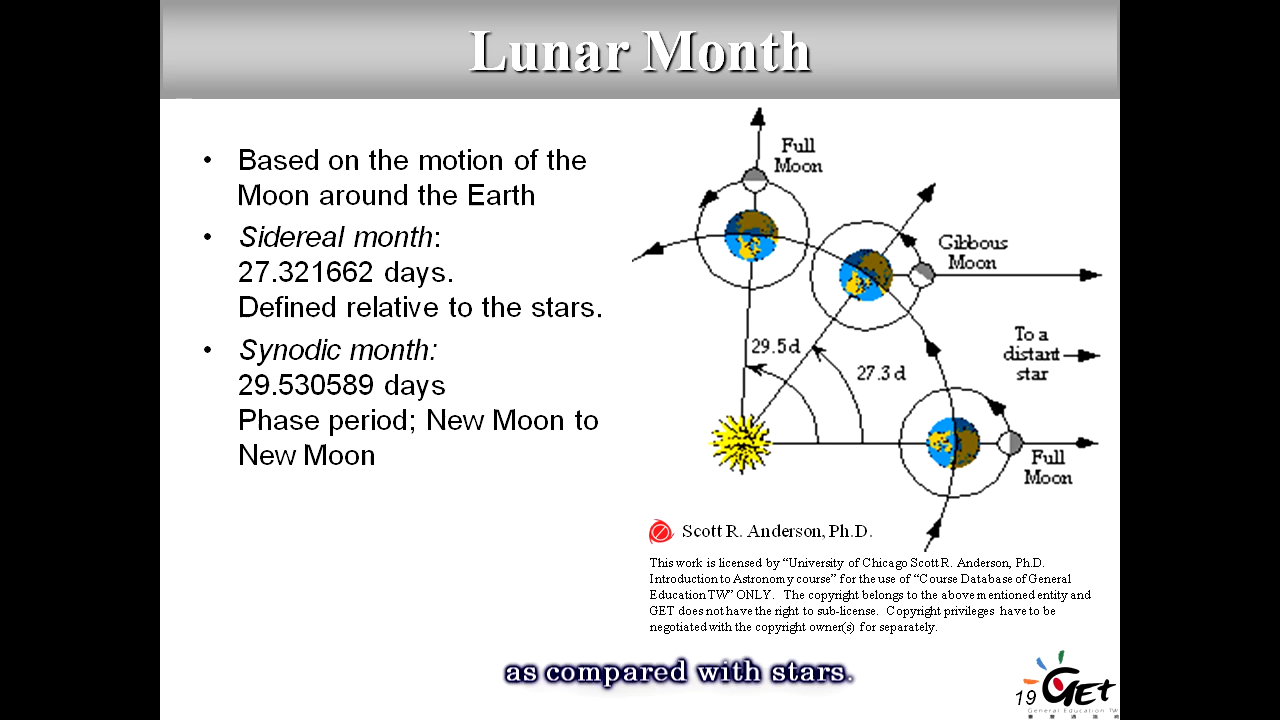 Lunar Month
• Based on the motion of the
Moon around the Earth
• Sidereal month:
27.321662 days.
Defined relative to the stars.
• Synodic month:
29.530589 days
Phase period; New Moon to
New Moon
Full
Moon
Gibbous
Moon
To a
distant
star
29.5d
27.3 d
Full
Moon
Scott R. Anderson, Ph.D.
This work is licensed by “University of Chicago Scott R. Anderson, Ph.D.
Introduction to Astronomy course” for the use of “Course Database of General
Education TW” ONLY. The copyright belongs to the above mentioned entity and
GET does not have the right to sub-license. Copyright privileges have to be
negotiated with the copyright owner(s) for separately.
as compared with stars.
19
GET
General Education TW